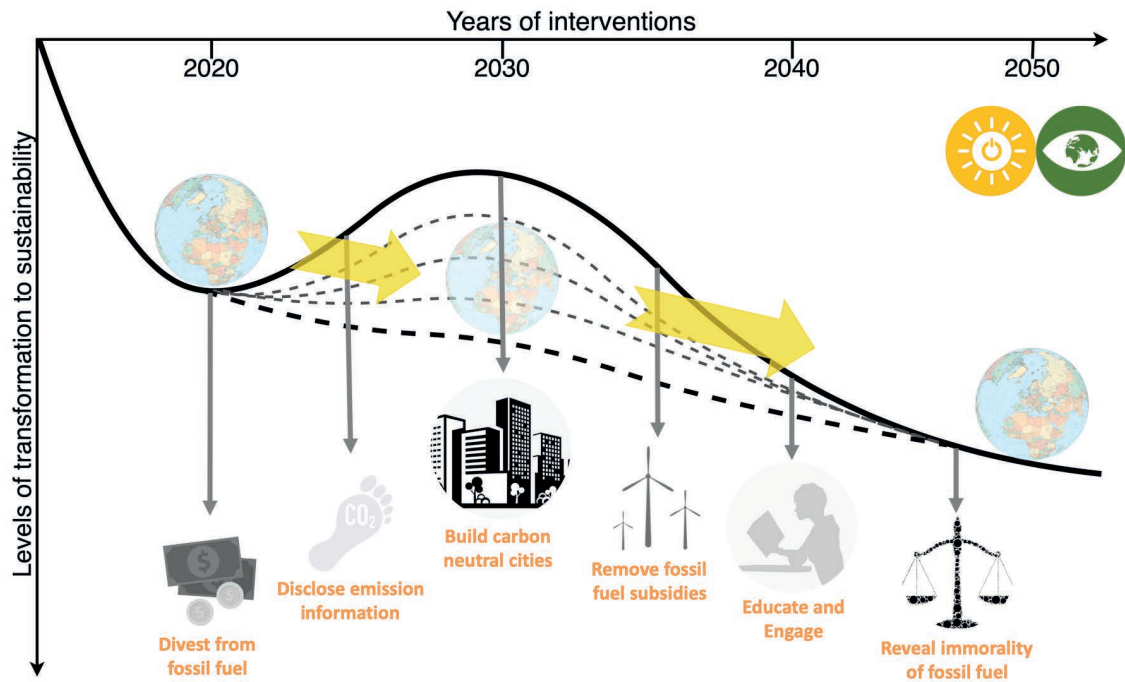 Years of interventions
2020
2030
2040
2050
Levels of transformation to sustainability
$
$
$
CO2
Divest from
fossil fuel
Disclose emission
information
Build carbon
neutral cities
Remove fossil
fuel subsidies
Educate and
Engage
Reveal immorality
of fossil fuel